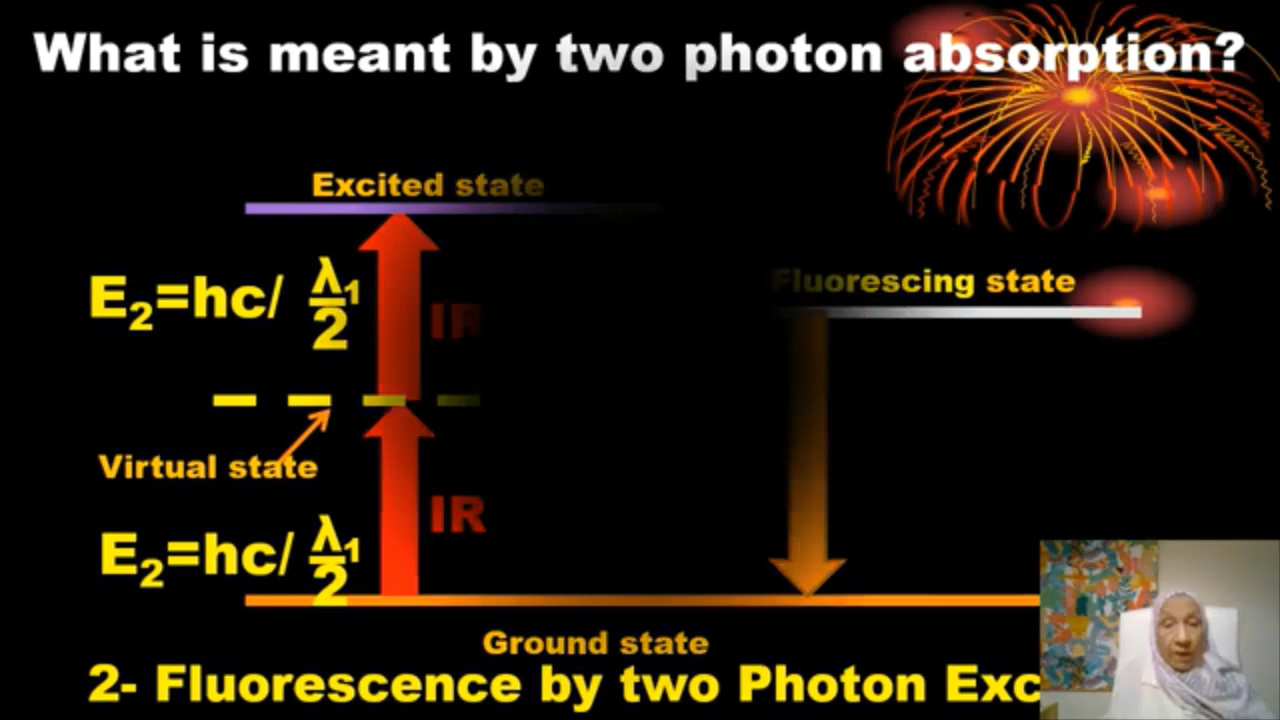 What is meant by two photon absorption?
Excited state
E₂=hc/ λ₁/2
IR
Fluorescing state
Virtual state
E₂=hc/ λ₁/2
IR
Ground state
2- Fluorescence by two Photon Exc